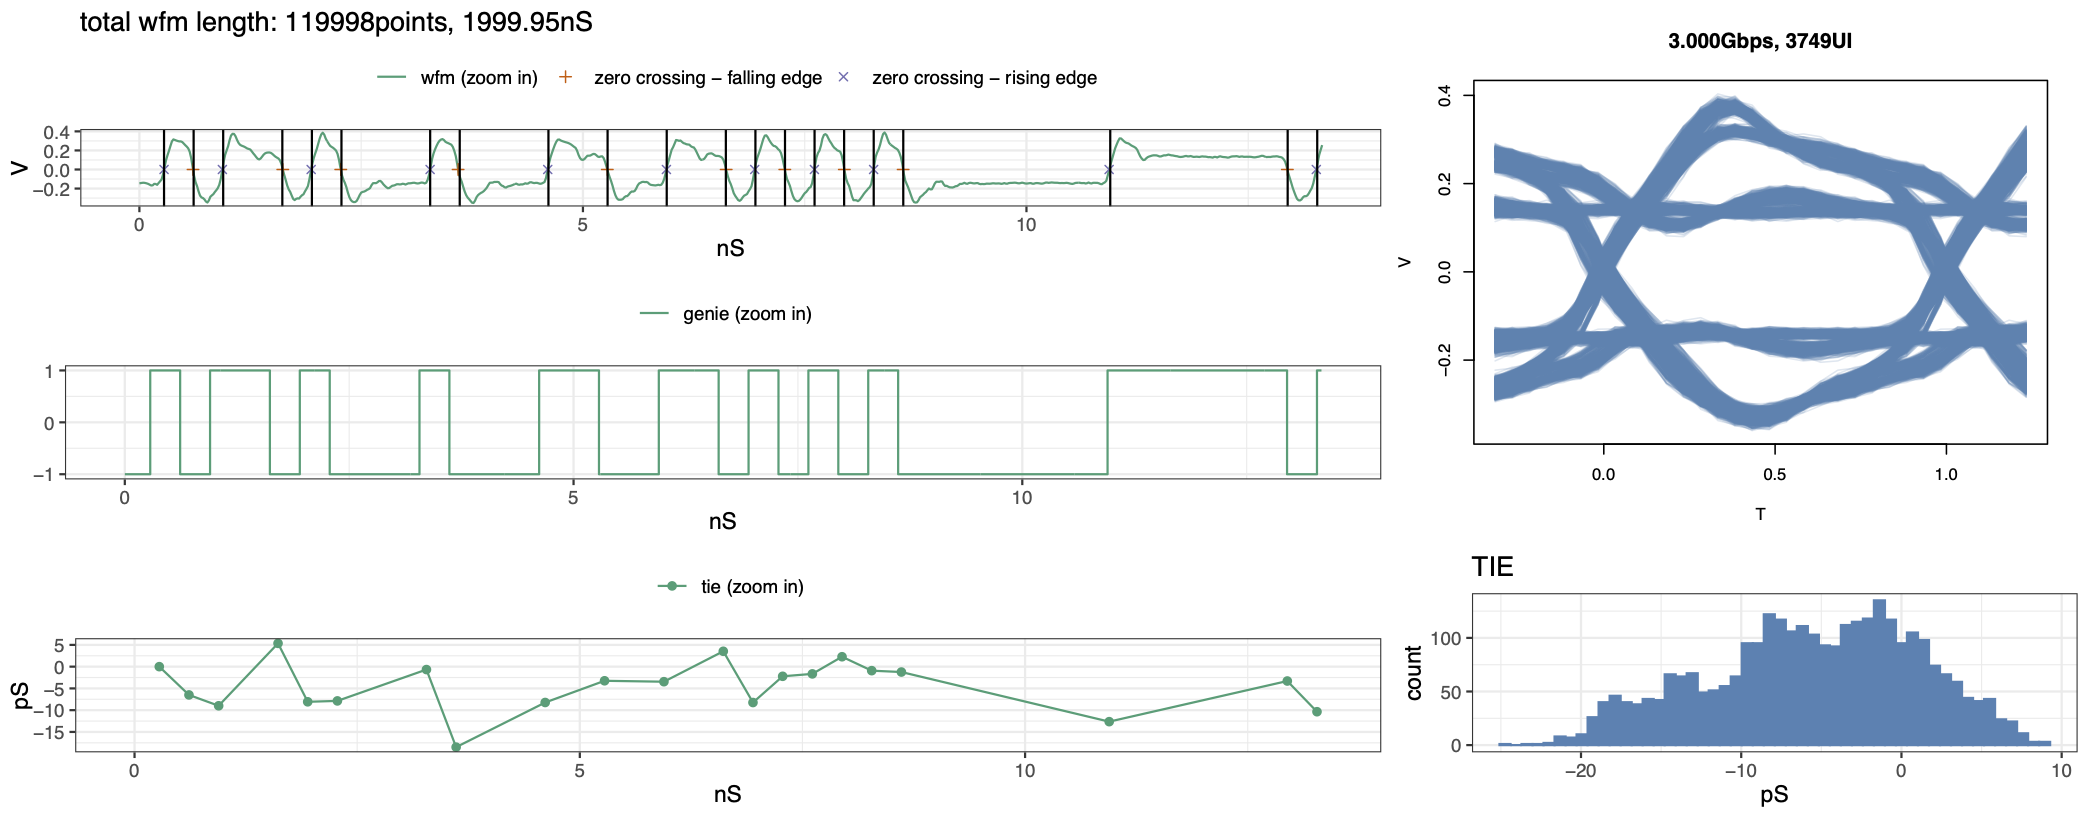 total wfm length: 119998points, 1999.95nS
wfm (zoom in) zero crossing − falling edge zero crossing − rising edge
0.4
0.2
0.0
−0.2
V
0 5 10
nS
genie (zoom in)
1
0
−1
0 5 10
nS
tie (zoom in)
5
0
−5
−10
−15
pS
0 5 10
nS
3.000Gbps, 3749UI
0.4
0.2
0.0
−0.2
V
0.0 0.5 1.0
T
TIE
100
50
0
count
−20 −10 0 10
pS